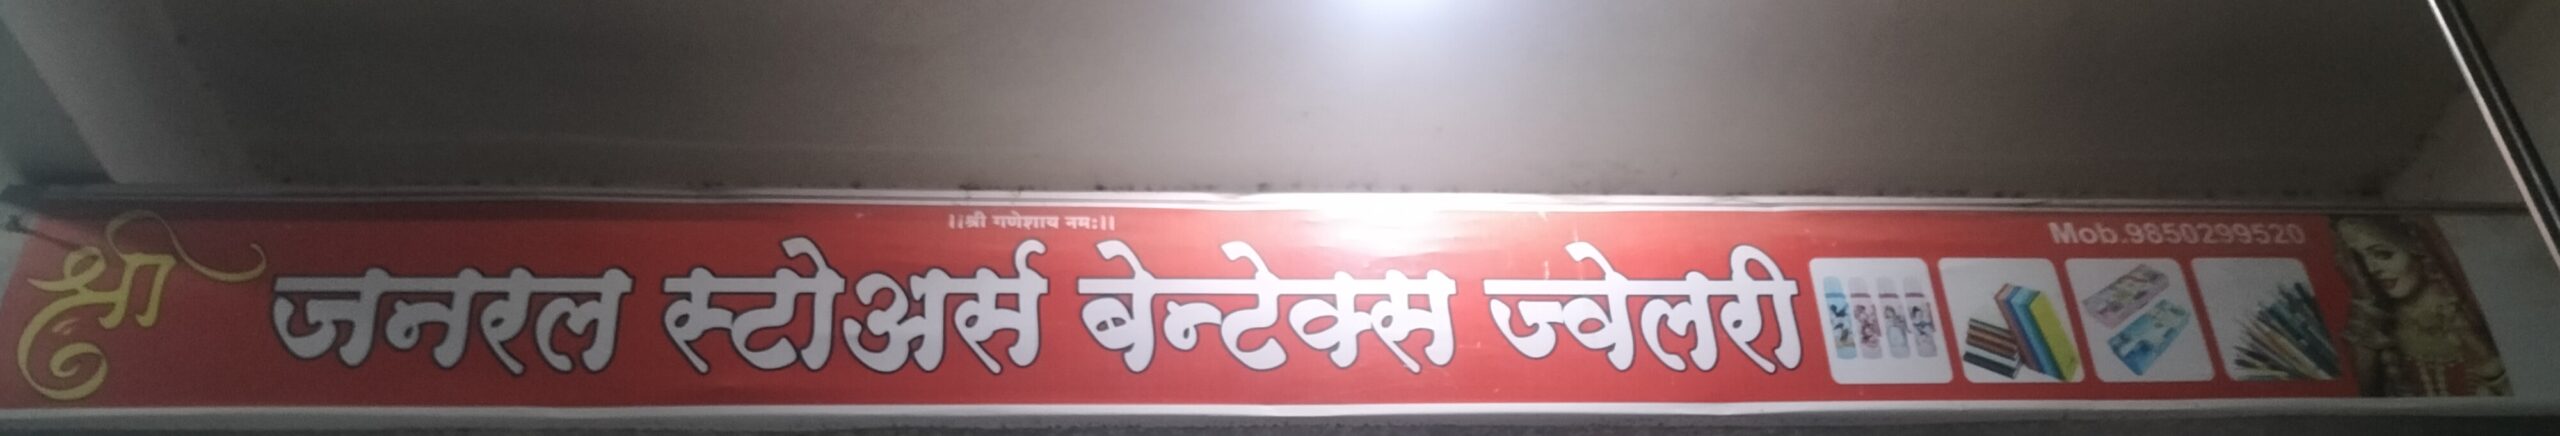 ।।श्री गणेशाय नमः।।
Mob.9850299520
श्री जनरल स्टोअर्स बेन्टेक्स ज्वेलरी